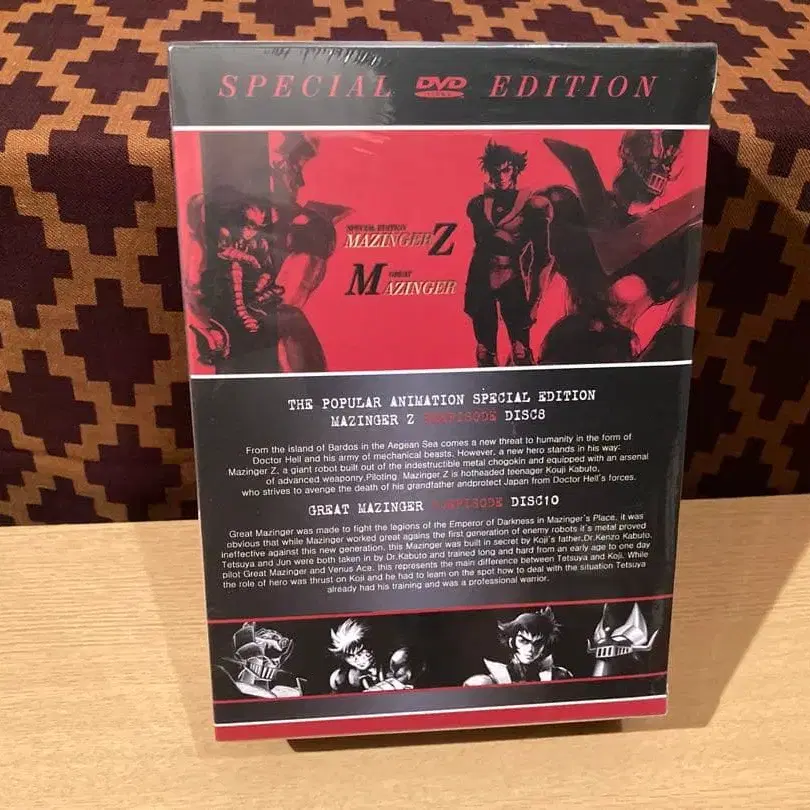 SPECIAL DVD EDITION
SPECIAL EDITION
MAZINGER Z
GREAT
MAZINGER
THE POPULAR ANIMATION SPECIAL EDITION
MAZINGER Z EPISODE DISC8
From the island of Bardos in the Aegean Sea comes a new threat to humanity in the form of
Doctor Hell and his army of mechanical beasts. However, a new hero stands in his way:
Mazinger Z, a giant robot built out of the indestructible metal chogokin and equipped with an arsenal
of advanced weaponry.Piloting Mazinger Z is hotheaded teenager Kouji Kabuto,
who strives to avenge the death of his grandfather andprotect Japan from Doctor Hell's forces.
GREAT MAZINGER EPISODE DISC10
Great Mazinger was made to fight the legions of the Emperor of Darkness in Mazinger's Place, it was
obvious that while Mazinger worked great agains the first generation of enemy robots it's metal proved
ineffective against this new generation, this Mazinger was built in secret by Koji's father,Dr.Kenzo Kabuto,
Tetsuya and Jun were both taken in by Dr.Kabuto and trained long and hard from an early age to one day
pilot Great Mazinger and Venus Ace. this represents the main difference between Tetsuya and Koji. While
the role of hero was thrust on Koji and he had to learn on the spot how to deal with the situation Tetsuya
already had his training and was a professional warrior.